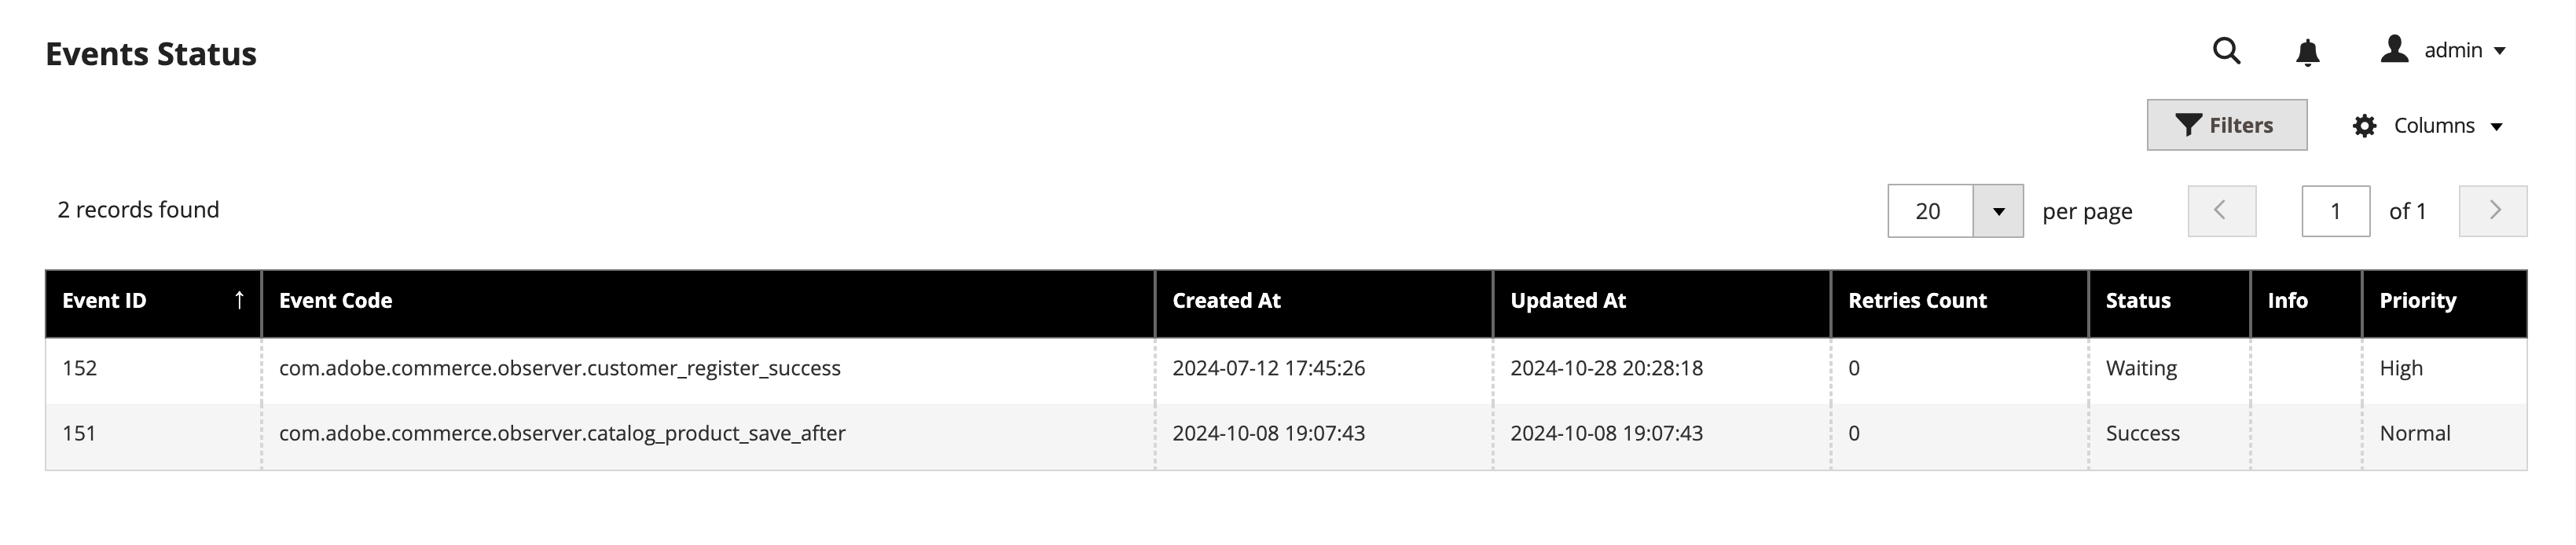 Events Status
admin
Filters
Columns
2 records found
20 per page
1 of 1
Event ID ↑ Event Code Created At Updated At Retries Count Status Info Priority
152 com.adobe.commerce.observer.customer_register_success 2024-07-12 17:45:26 2024-10-28 20:28:18 0 Waiting High
151 com.adobe.commerce.observer.catalog_product_save_after 2024-10-08 19:07:43 2024-10-08 19:07:43 0 Success Normal